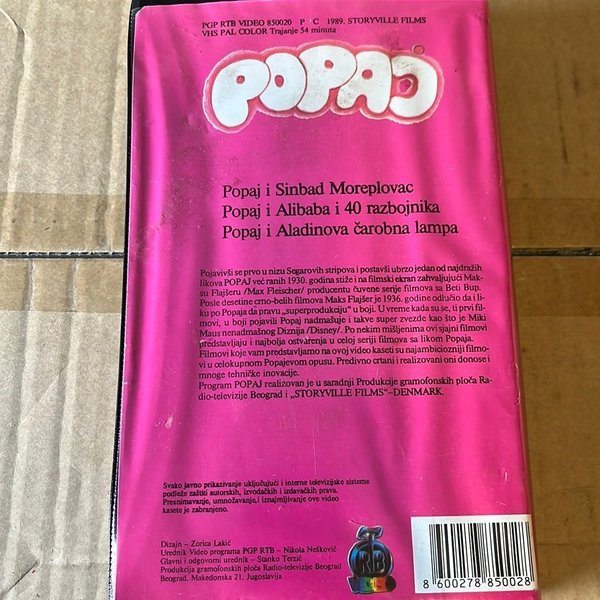 PGP RTB VIDEO 850020 P C 1989. STORYVILLE FILMS
VHS PAL COLOR Trajanje 54 minuta
POPAJ
Popaj i Sinbad Moreplovac
Popaj i Alibaba i 40 razbojnika
Popaj i Aladinova čarobna lampa
Pojavivši se prvo u nizu Segarovih stripova i postavši ubrzo jedan od najdražih
likova POPAJ već ranih 1930. godina stiže i na filmski ekran zahvaljujući Mak-
su Flajšeru /Max Fleischer/ producentu čuvene serije filmova sa Beti Bup.
Posle desetine crno-belih filmova Maks Flajšer je 1936. godine odlučio da i li-
ku po Popaja da pravu „superprodukciju" u boji. U vreme kada su se, ti prvi fil-
movi, u boji pojavili Popaj nadmašuje i takve super zvezde kao što je Miki
Maus nenadmašnog Diznija /Disney/. Po nekim mišljenima ovi sjajni filmovi
predstavljaju i najbolja ostvarenja u celoj seriji filmova sa likom Popaja.
Filmovi koje vam predstavljamo na ovoj video kaseti su najambiciozniji filmo-
vi u celokupnom Popajevom opusu. Predivno crtani i realizovani oni donose i
mnoge tehničke inovacije.
Program POPAJ realizovan je u saradnji Produkcije gramofonskih ploča Ra-
dio-televizije Beograd i „STORYVILLE FILMS"–DENMARK.
Svako javno prikazivanje uključujući i interne televizijske sisteme
podleže zaštiti autorskih, izvođačkih i izdavačkih prava.
Presnimavanje, umnožavanje,i iznajmljivanje ove video
kasete je zabranjeno.
Dizajn – Zorica Lakić
Urednik Video programa PGP RTB – Nikola Nešković
Glavni i odgovorni urednik – Stanko Terzić
Produkcija gramofonskih ploča Radio-televizije Beograd
Beograd, Makedonska 21, Jugoslavija
RTB
8 600278 850028